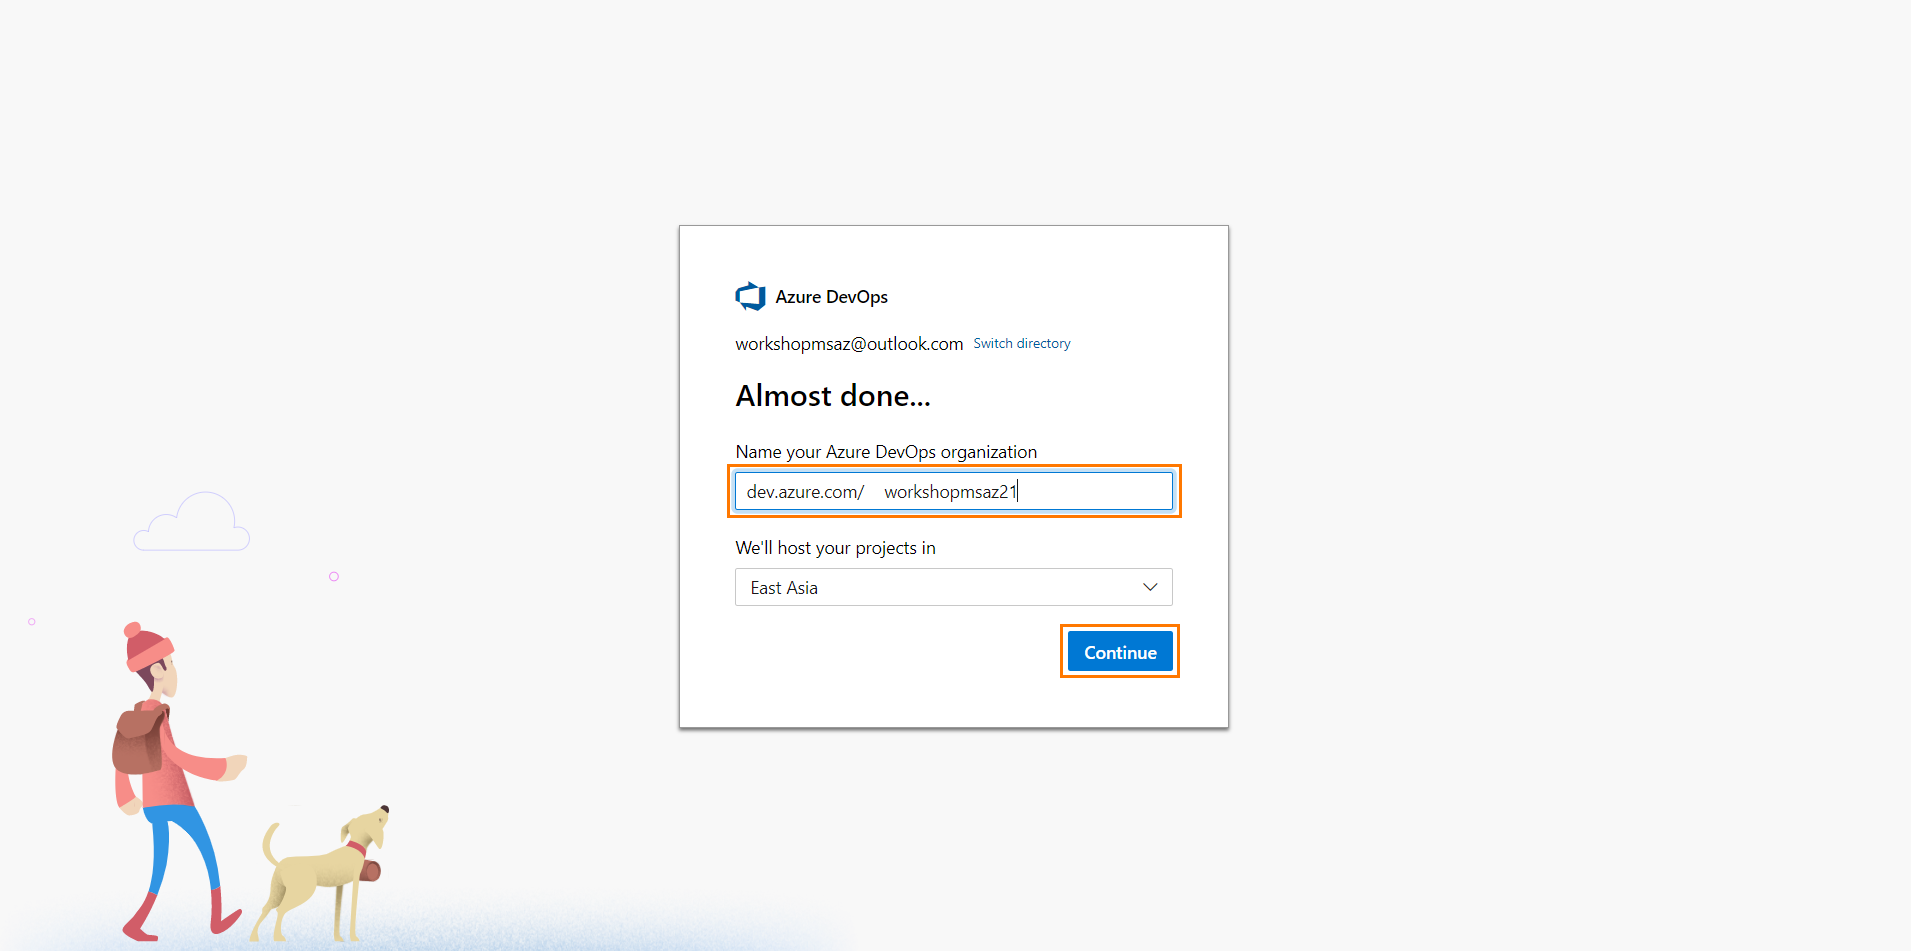 Azure DevOps
workshopmsaz@outlook.com Switch directory
Almost done...
Name your Azure DevOps organization
dev.azure.com/ workshopmsaz21
We'll host your projects in
East Asia
Continue